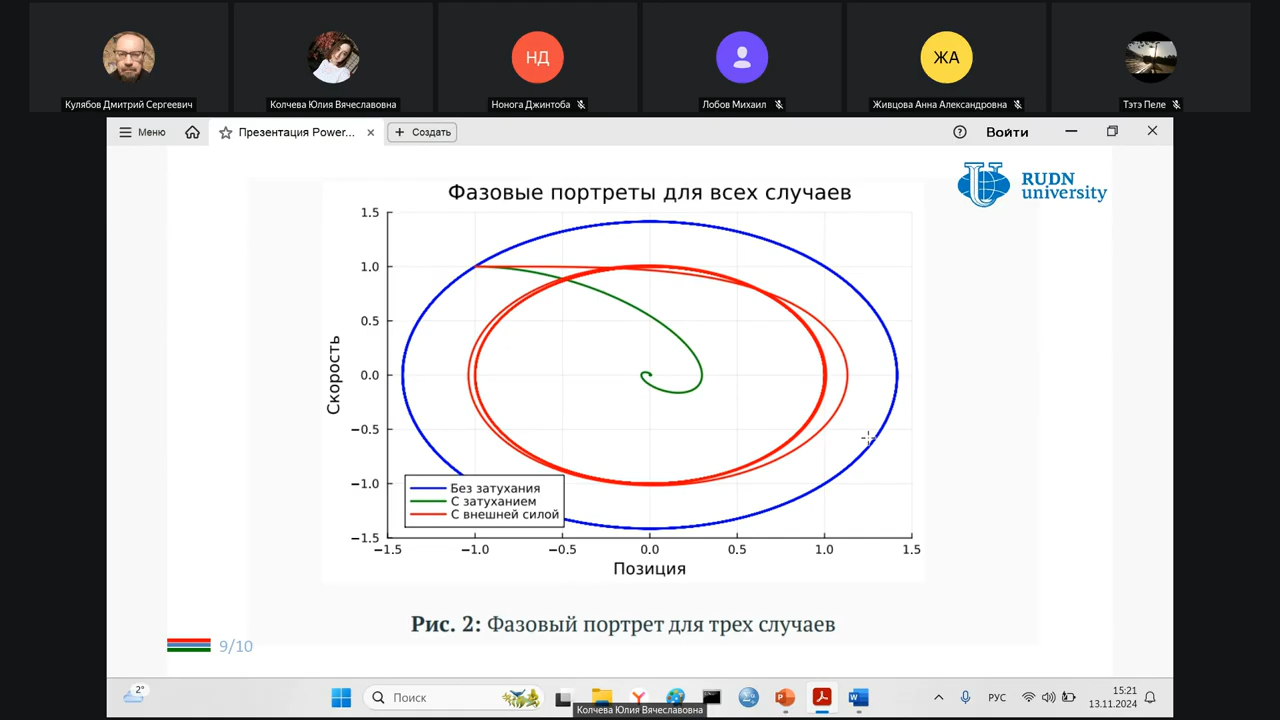 НД
ЖА
Кулябов Дмитрий Сергеевич
Колчева Юлия Вячеславовна
Нонога Джинтоба
Лобов Михаил
Живцова Анна Александровна
Тэтэ Пеле
Меню
Презентация Power...
Создать
Войти
RUDN
university
Фазовые портреты для всех случаев
1.5
1.0
0.5
0.0
−0.5
−1.0
−1.5
Скорость
Без затухания
С затуханием
С внешней силой
−1.5 −1.0 −0.5 0.0 0.5 1.0 1.5
Позиция
Рис. 2: Фазовый портрет для трех случаев
9/10
2°
Поиск
РУС
15:21
13.11.2024
Колчева Юлия Вячеславовна